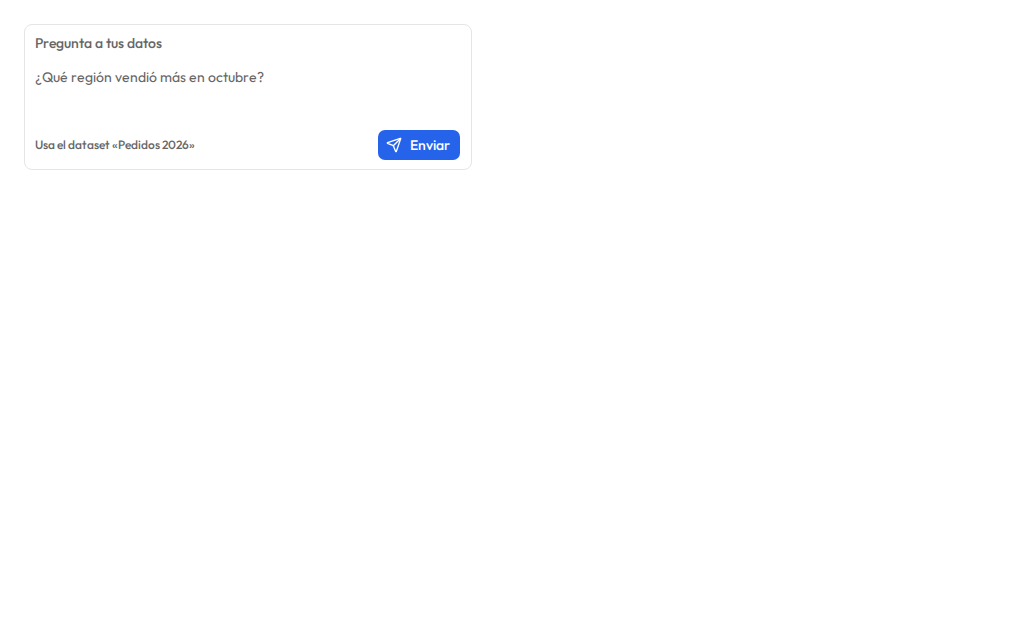 Pregunta a tus datos
¿Qué región vendió más en octubre?
Usa el dataset «Pedidos 2026»
Enviar